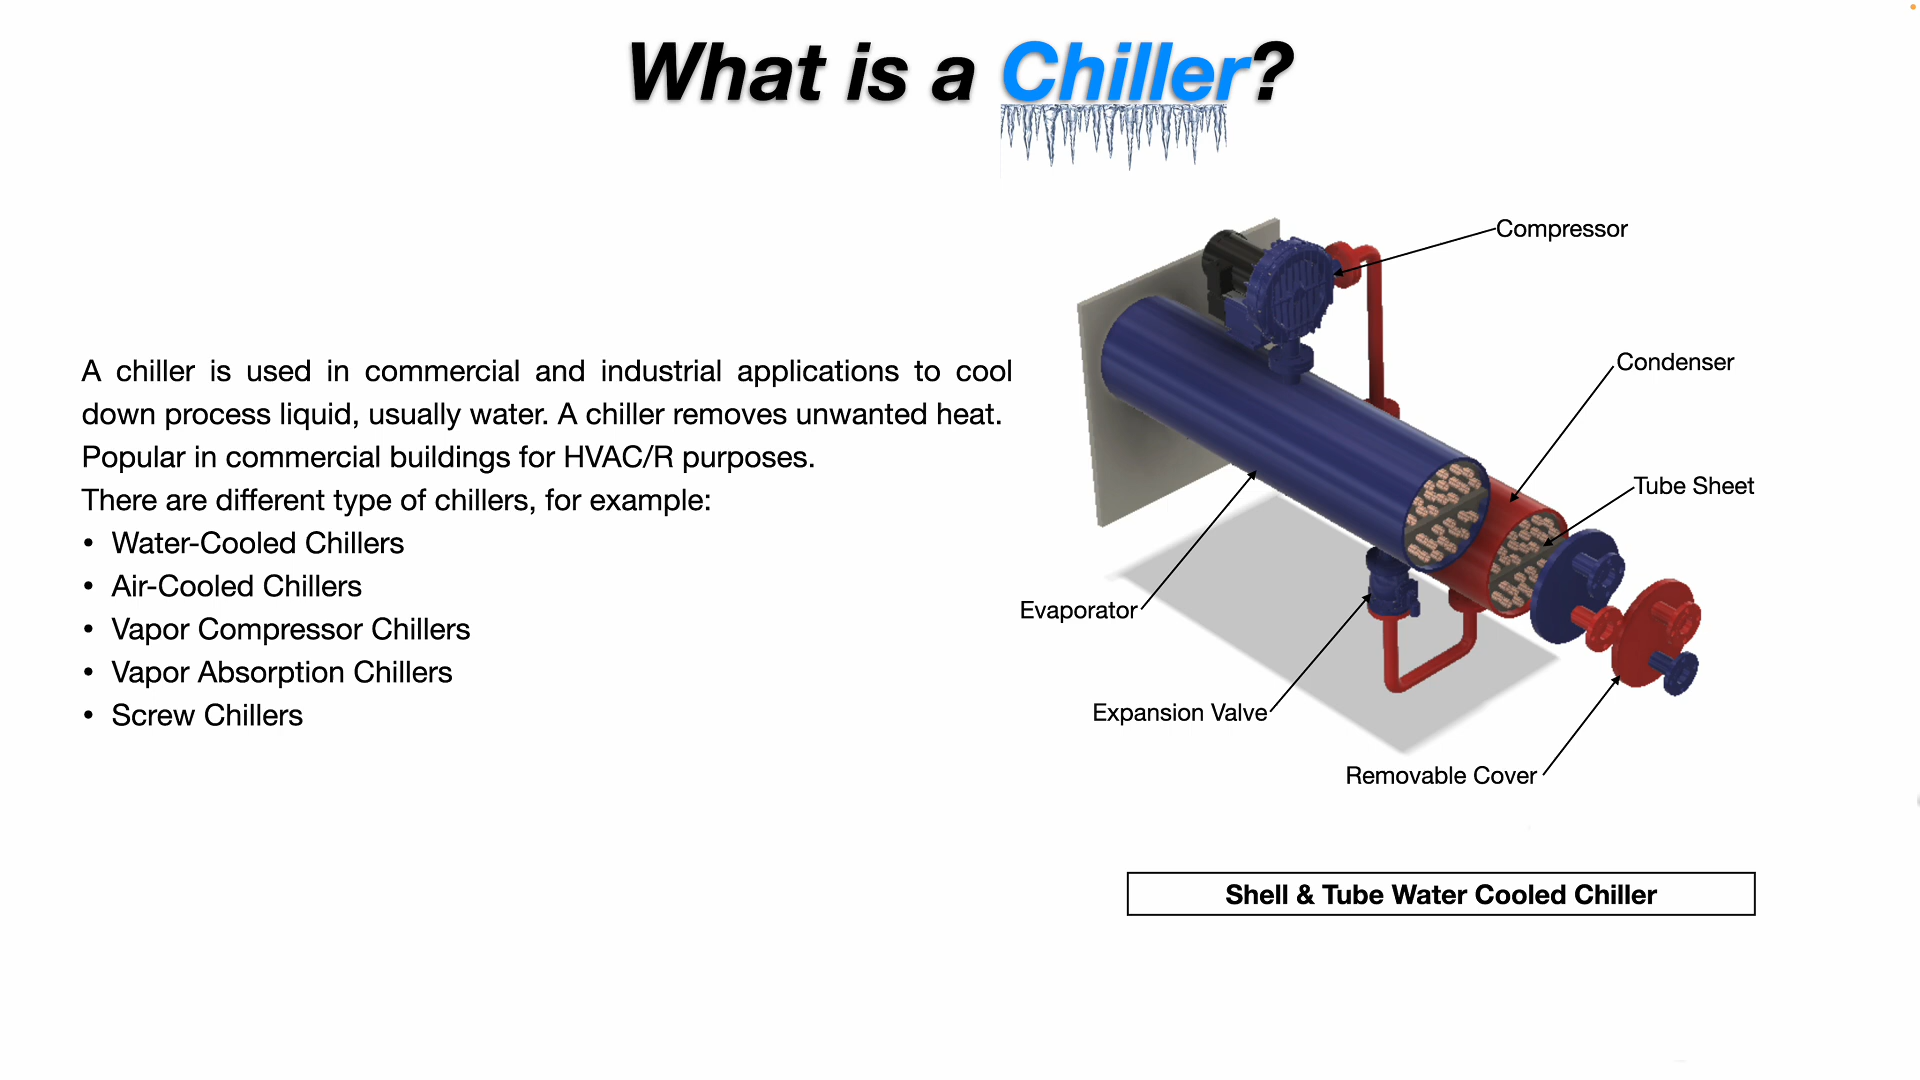 What is a Chiller?
A chiller is used in commercial and industrial applications to cool
down process liquid, usually water. A chiller removes unwanted heat.
Popular in commercial buildings for HVAC/R purposes.
There are different type of chillers, for example:
• Water-Cooled Chillers
• Air-Cooled Chillers
• Vapor Compressor Chillers
• Vapor Absorption Chillers
• Screw Chillers
Compressor
Condenser
Tube Sheet
Evaporator
Expansion Valve
Removable Cover
Shell & Tube Water Cooled Chiller